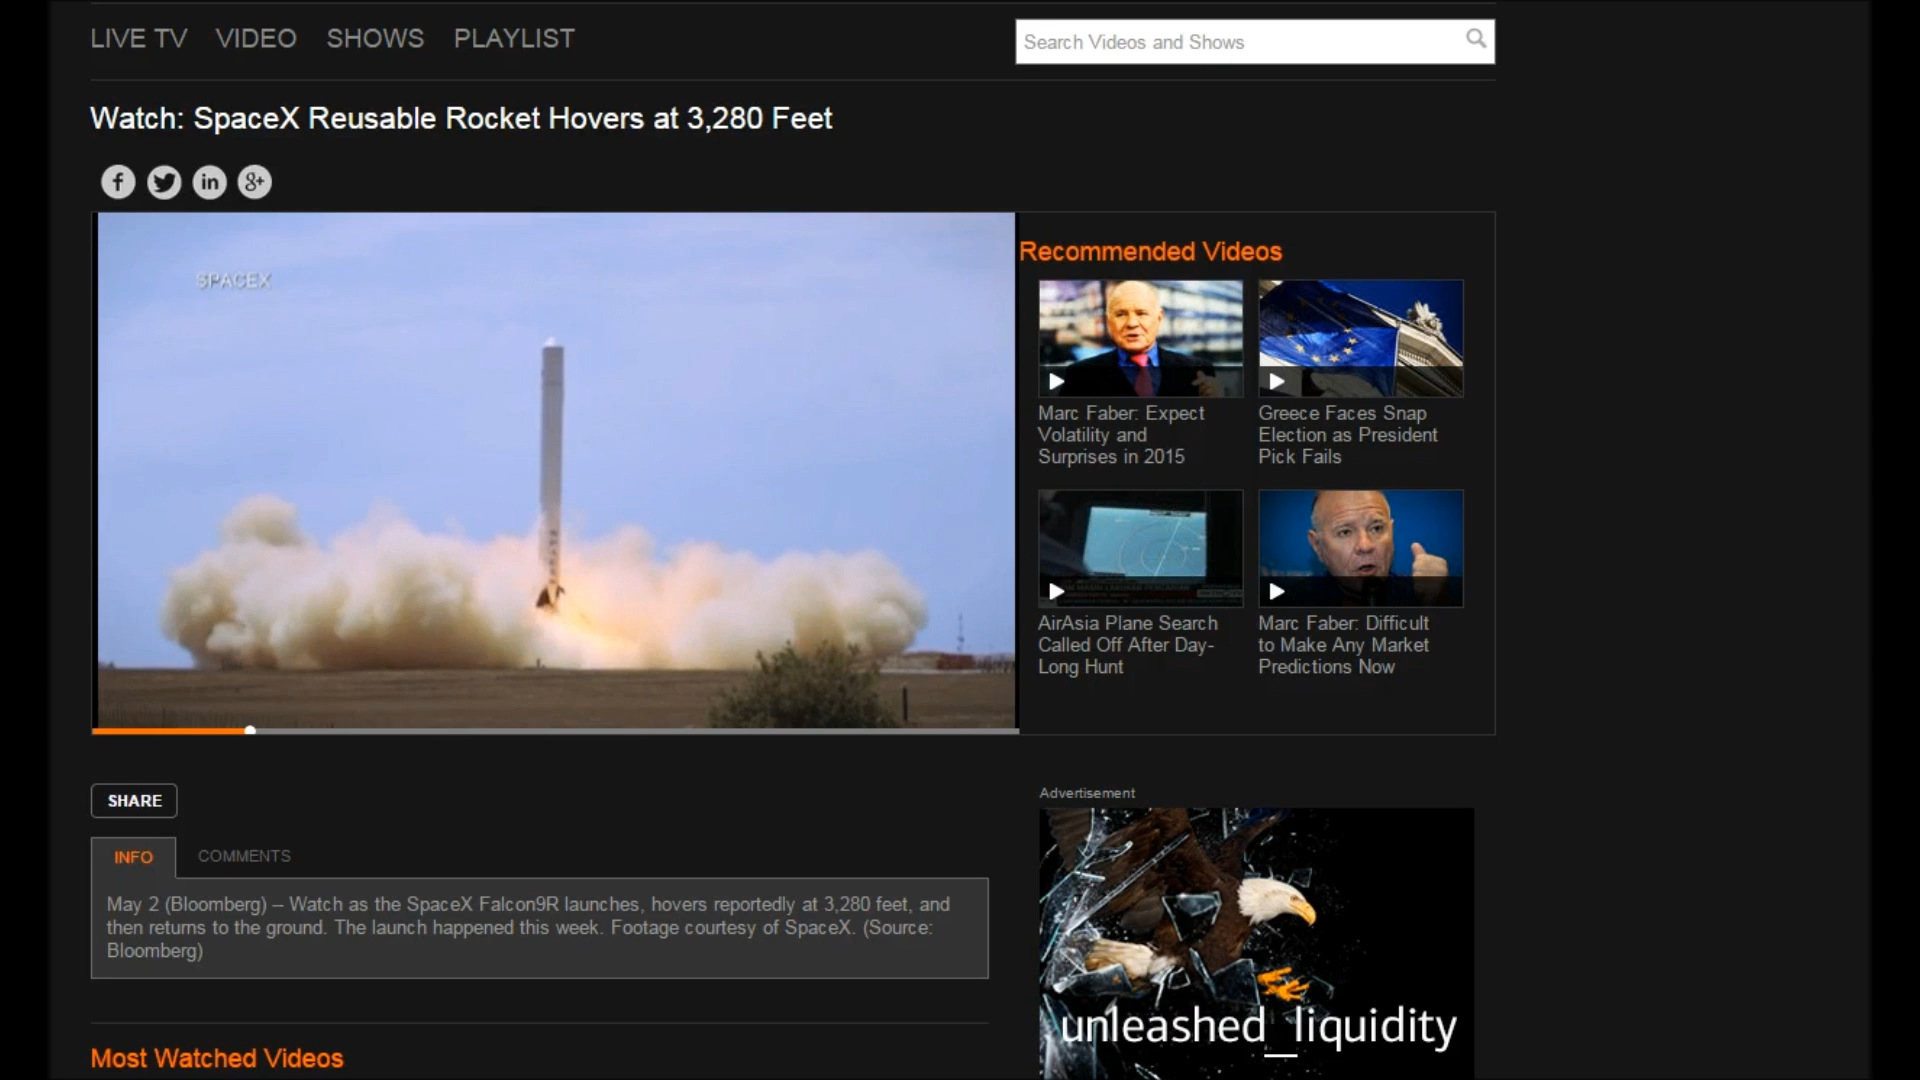 LIVE TV VIDEO SHOWS PLAYLIST
Search Videos and Shows
Watch: SpaceX Reusable Rocket Hovers at 3,280 Feet
SPACEX
Recommended Videos
Marc Faber: Expect
Volatility and
Surprises in 2015
Greece Faces Snap
Election as President
Pick Fails
AirAsia Plane Search
Called Off After Day-
Long Hunt
Marc Faber: Difficult
to Make Any Market
Predictions Now
SHARE
INFO COMMENTS
May 2 (Bloomberg) -- Watch as the SpaceX Falcon9R launches, hovers reportedly at 3,280 feet, and
then returns to the ground. The launch happened this week. Footage courtesy of SpaceX. (Source:
Bloomberg)
Advertisement
unleashed_liquidity
Most Watched Videos